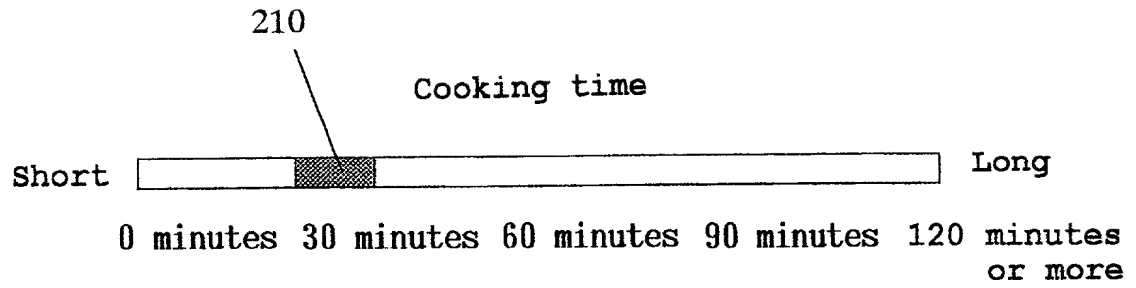 210
Cooking time
Short
Long
0 minutes 30 minutes 60 minutes 90 minutes 120 minutes
or more